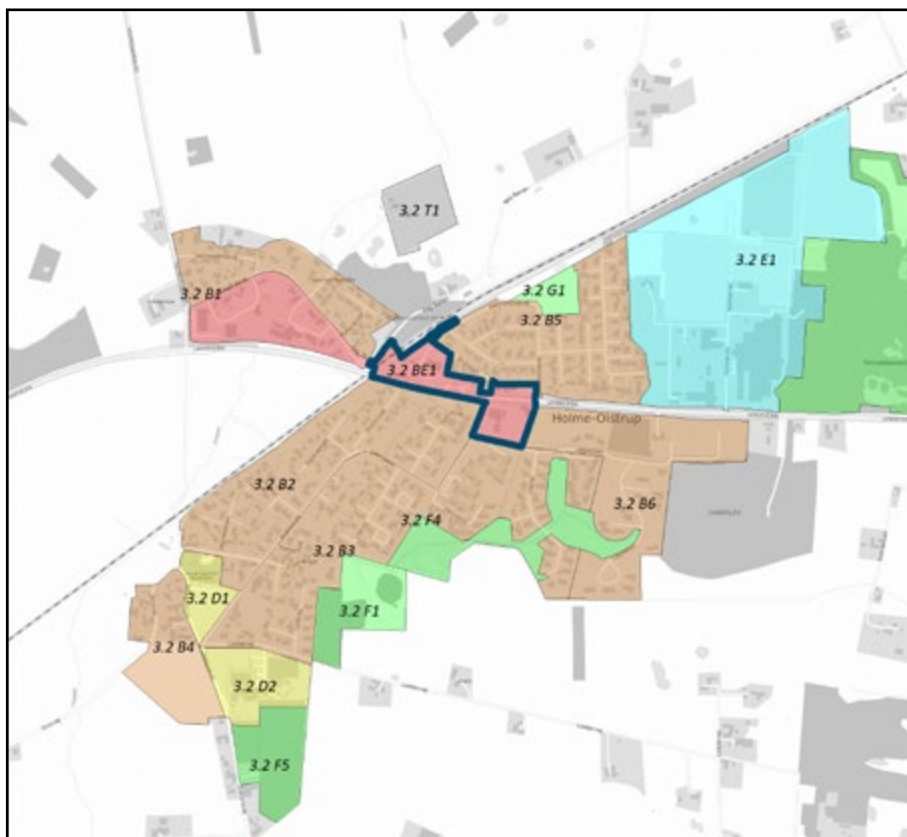 3.2 T1
3.2 E1
3.2 B1
3.2 G1
3.2 B5
3.2 BE1
Holme-Olstrup
3.2 B2
3.2 B6
3.2 F4
3.2 B3
3.2 D1
3.2 F1
3.2 B4
3.2 D2
3.2 F5